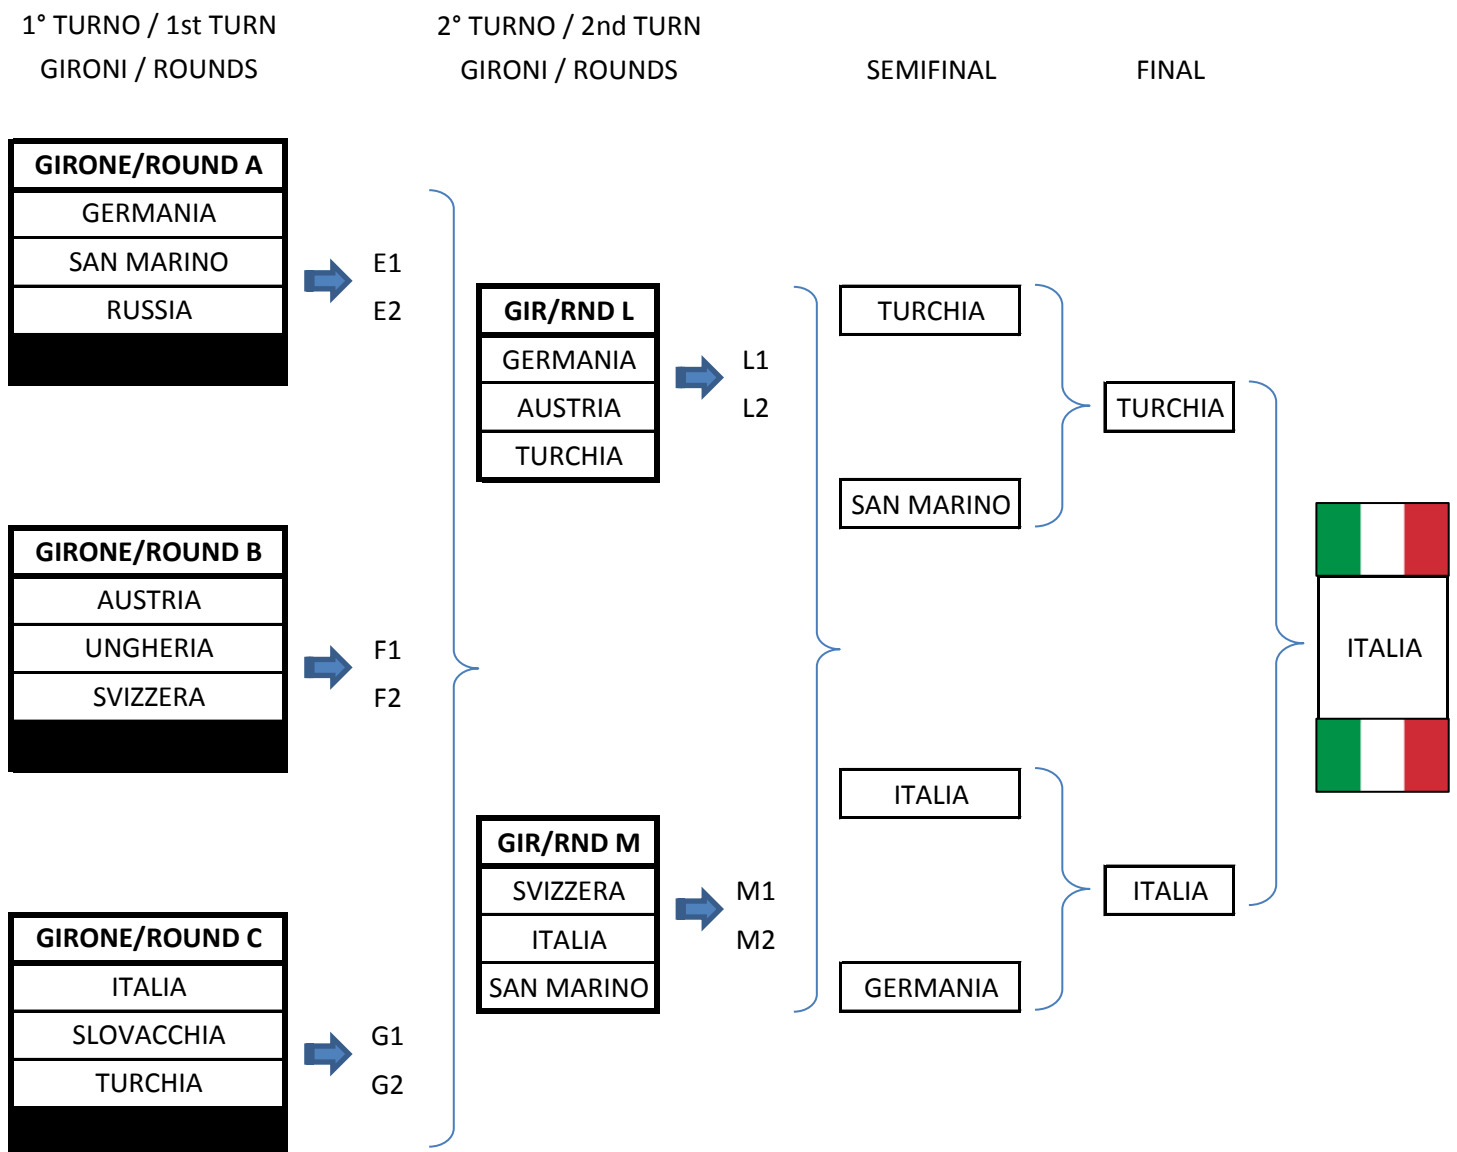 1° TURNO / 1st TURN
GIRONI / ROUNDS
2° TURNO / 2nd TURN
GIRONI / ROUNDS
SEMIFINAL
FINAL
GIRONE/ROUND A
GERMANIA
SAN MARINO
RUSSIA
E1
E2
GIRONE/ROUND B
AUSTRIA
UNGHERIA
SVIZZERA
F1
F2
GIRONE/ROUND C
ITALIA
SLOVACCHIA
TURCHIA
G1
G2
GIR/RND L
GERMANIA
AUSTRIA
TURCHIA
L1
L2
GIR/RND M
SVIZZERA
ITALIA
SAN MARINO
M1
M2
TURCHIA
SAN MARINO
ITALIA
GERMANIA
TURCHIA
ITALIA
ITALIA